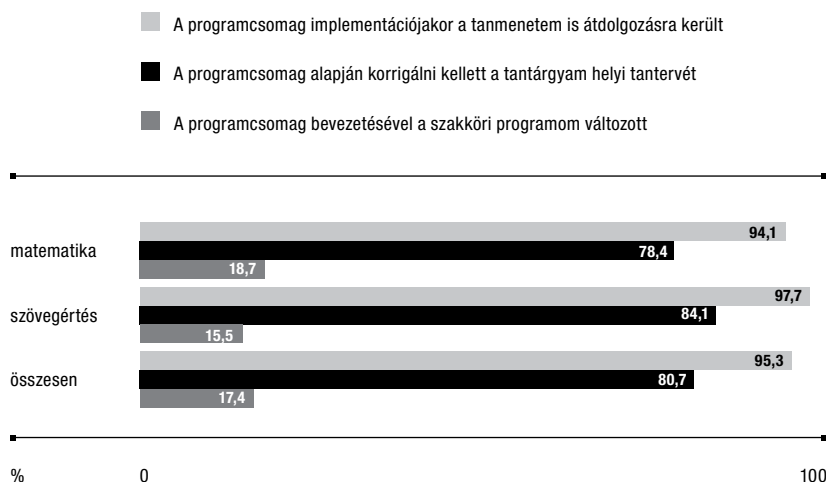 A programcsomag implementációjakor a tanmenetem is átdolgozásra került
A programcsomag alapján korrigálni kellett a tantárgyam helyi tantervét
A programcsomag bevezetésével a szakköri programom változott
94,1
matematika
78,4
18,7
97,7
szövegértés
84,1
15,5
95,3
összesen
80,7
17,4
% 0 100